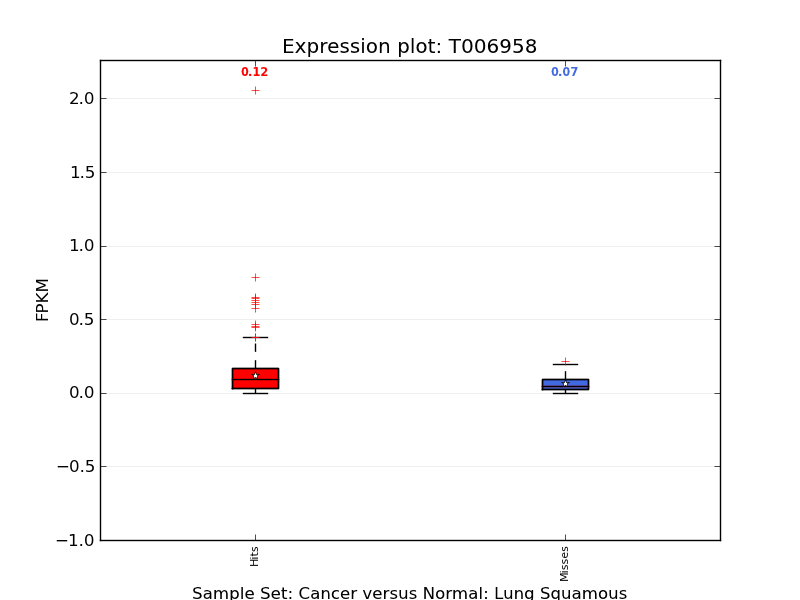 Expression plot: T006958
0.12
0.07
2.0
1.5
1.0
0.5
0.0
−0.5
−1.0
FPKM
Hits
Misses
Sample Set: Cancer versus Normal: Lung Squamous